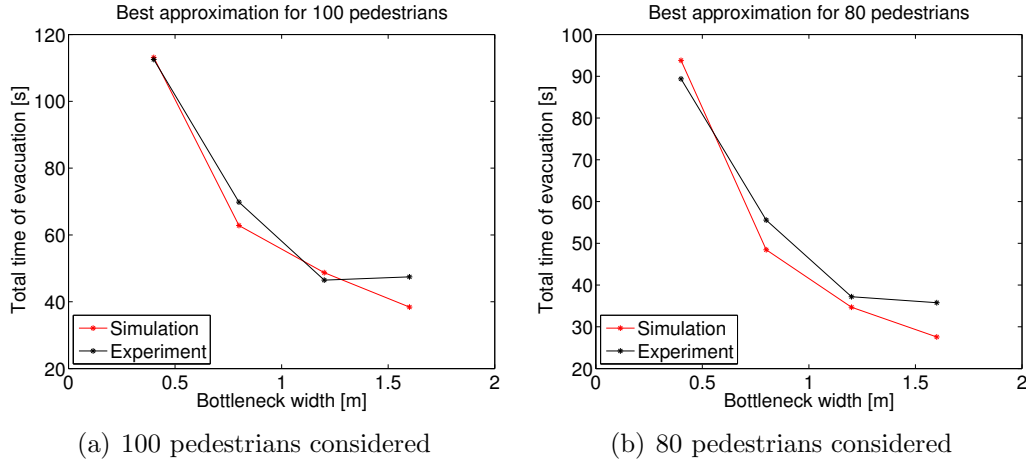 Best approximation for 100 pedestrians
120
100
80
60
40
20
0
0.5
1
1.5
2
Total time of evacuation [s]
Bottleneck width [m]
Simulation
Experiment
(a) 100 pedestrians considered
Best approximation for 80 pedestrians
100
90
80
70
60
50
40
30
20
0
0.5
1
1.5
2
Total time of evacuation [s]
Bottleneck width [m]
Simulation
Experiment
(b) 80 pedestrians considered